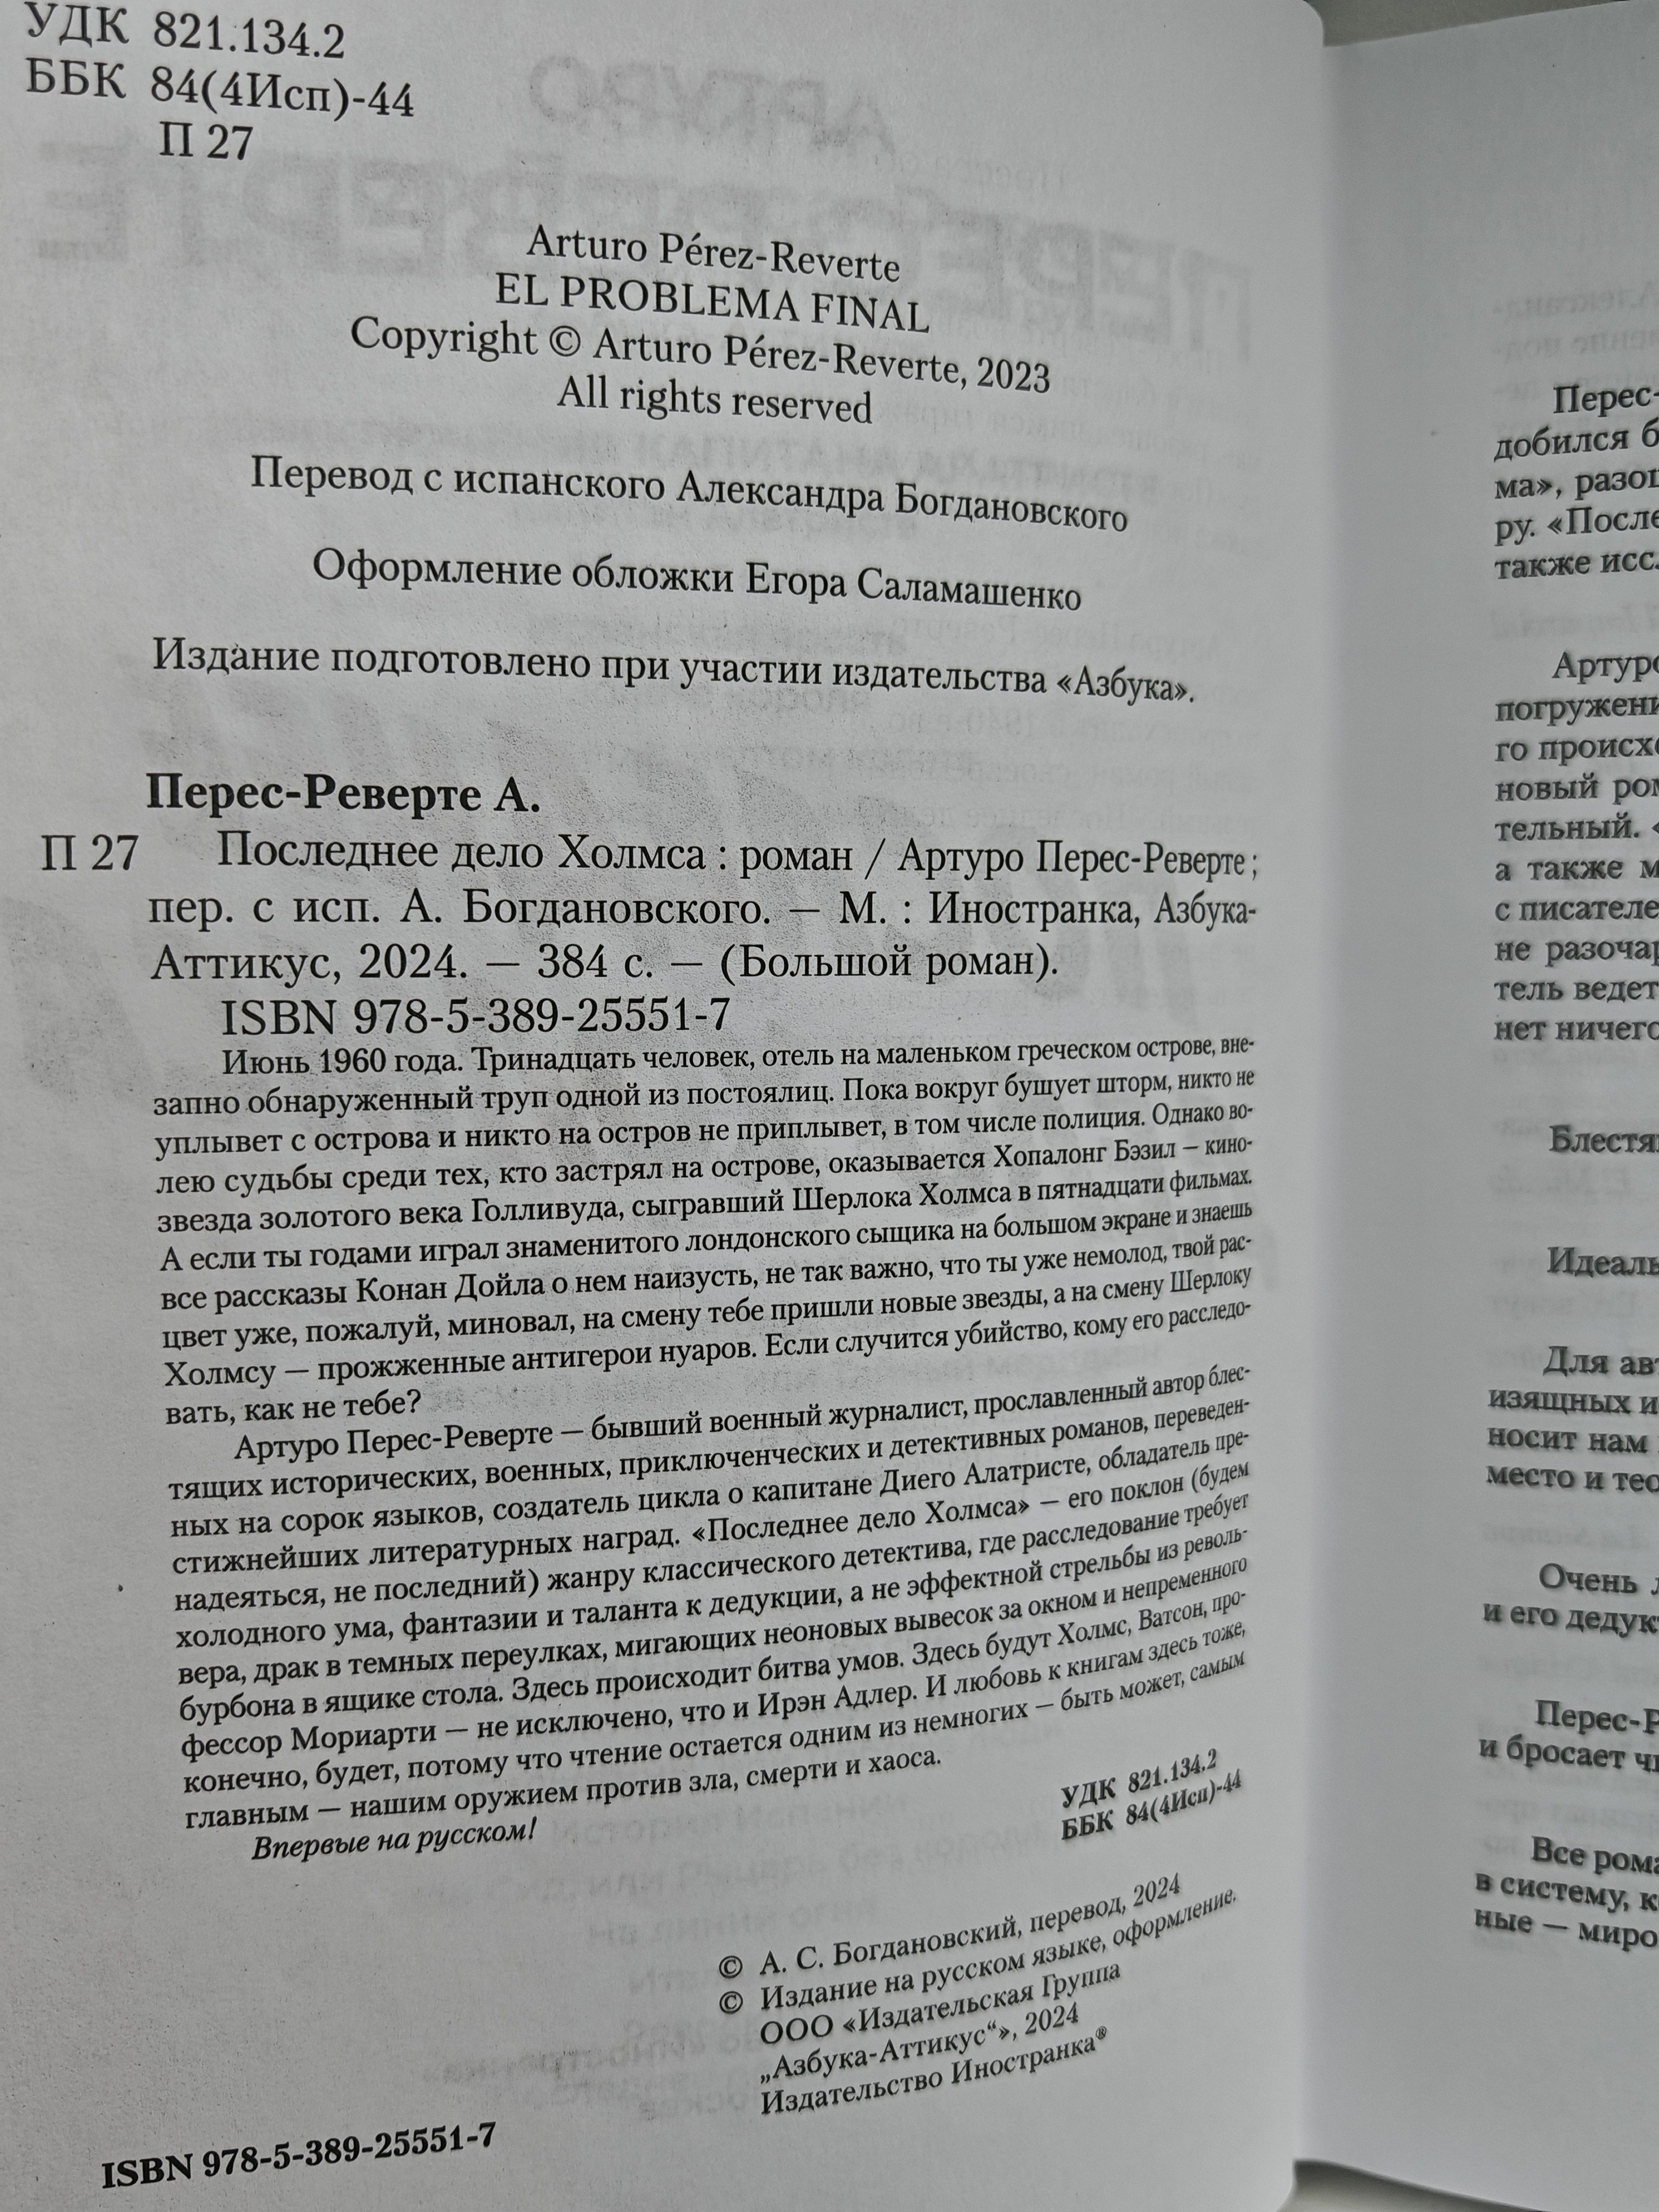 УДК 821.134.2
ББК 84(4Исп)-44
П 27
Arturo Pérez-Reverte
EL PROBLEMA FINAL
Copyright © Arturo Pérez-Reverte, 2023
All rights reserved
Перевод с испанского Александра Богдановского
Оформление обложки Егора Саламашенко
Издание подготовлено при участии издательства «Азбука».
Перес-Реверте А.
П 27 Последнее дело Холмса : роман / Артуро Перес-Реверте ;
пер. с исп. А. Богдановского. — М. : Иностранка, Азбука-
Аттикус, 2024. — 384 с. — (Большой роман).
ISBN 978-5-389-25551-7
Июнь 1960 года. Тринадцать человек, отель на маленьком греческом острове, вне-
запно обнаруженный труп одной из постоялиц. Пока вокруг бушует шторм, никто не
уплывет с острова и никто на остров не приплывет, в том числе полиция. Однако во-
лею судьбы среди тех, кто застрял на острове, оказывается Хопалонг Бэзил — кино-
звезда золотого века Голливуда, сыгравший Шерлока Холмса в пятнадцати фильмах.
А если ты годами играл знаменитого лондонского сыщика на большом экране и знаешь
все рассказы Конан Дойла о нем наизусть, не так важно, что ты уже немолод, твой рас-
цвет уже, пожалуй, миновал, на смену тебе пришли новые звезды, а на смену Шерлоку
Холмсу — прожженные антигерои нуаров. Если случится убийство, кому его расследо-
вать, как не тебе?
Артуро Перес-Реверте — бывший военный журналист, прославленный автор блес-
тящих исторических, военных, приключенческих и детективных романов, переведен-
ных на сорок языков, создатель цикла о капитане Диего Алатристе, обладатель пре-
стижнейших литературных наград. «Последнее дело Холмса» — его поклон (будем
надеяться, не последний) жанру классического детектива, где расследование требует
холодного ума, фантазии и таланта к дедукции, а не эффектной стрельбы из револь-
вера, драк в темных переулках, мигающих неоновых вывесок за окном и непременного
бурбона в ящике стола. Здесь происходит битва умов. Здесь будут Холмс, Ватсон, про-
фессор Мориарти — не исключено, что и Ирэн Адлер. И любовь к книгам здесь тоже,
конечно, будет, потому что чтение остается одним из немногих — быть может, самым
главным — нашим оружием против зла, смерти и хаоса.
Впервые на русском!
УДК 821.134.2
ББК 84(4Исп)-44
© А. С. Богдановский, перевод, 2024
© Издание на русском языке, оформление.
ООО «Издательская Группа
„Азбука-Аттикус“», 2024
Издательство Иностранка®
ISBN 978-5-389-25551-7
Перес-
добился
ма»,
ру.
также
Артуро
го
новый
тельный.
а также
с
не
тель ведет
нет ничего
Для
изящных и
носит нам
место и
Очень
и его
Перес-
и бросает
Все
в систему,
ные —